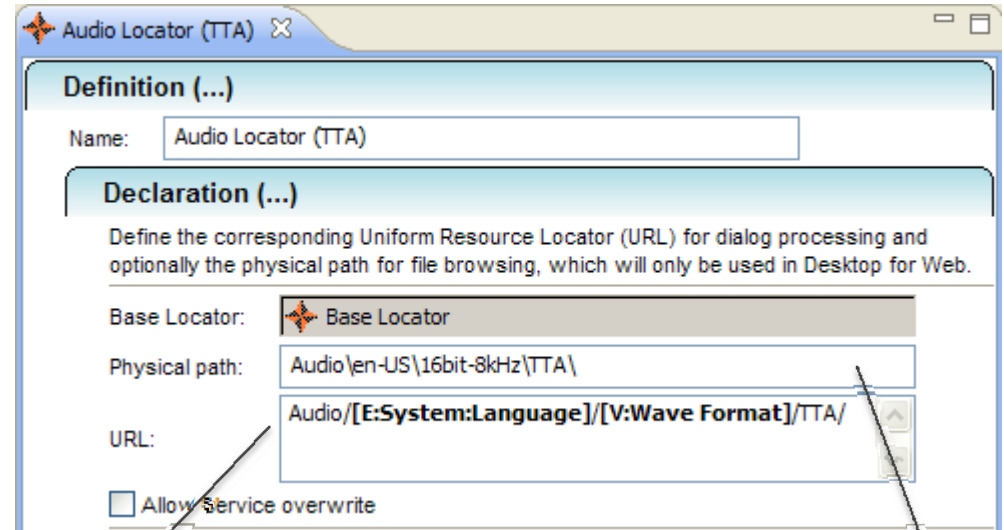 Audio Locator (TTA)
Definition (...)
Name: Audio Locator (TTA)
Declaration (...)
Define the corresponding Uniform Resource Locator (URL) for dialog processing and
optionally the physical path for file browsing, which will only be used in Desktop for Web.
Base Locator: Base Locator
Physical path: Audio\en-US\16bit-8kHz\TTA\
URL: Audio/[E:System:Language]/[V:Wave Format]/TTA/
Allow Service overwrite